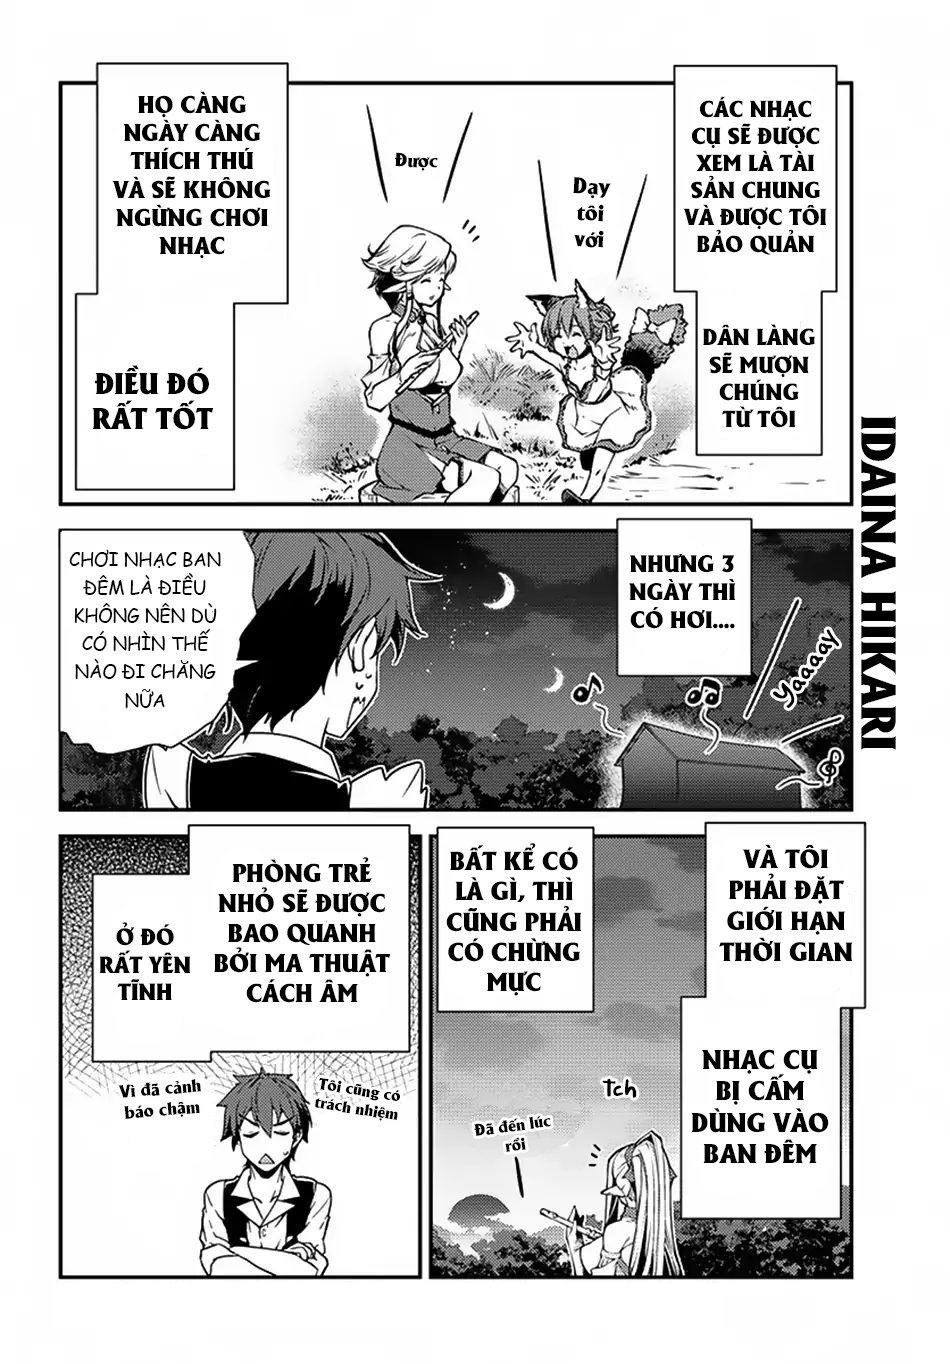 CÁC NHẠC
CỤ SẼ ĐƯỢC
XEM LÀ TÀI
SẢN CHUNG
VÀ ĐƯỢC TÔI
BẢO QUẢN
DÂN LÀNG
SẼ MƯỢN
CHÚNG
TỪ TÔI
Dạy
tôi
với
Được
HỌ CÀNG
NGÀY CÀNG
THÍCH THÚ
VÀ SẼ KHÔNG
NGỪNG CHƠI
NHẠC
ĐIỀU ĐÓ
RẤT TỐT
IDAINA HIKARI
NHƯNG 3
NGÀY THÌ
CÓ HƠI....
Yaaaay
CHƠI NHẠC BAN
ĐÊM LÀ ĐIỀU
KHÔNG NÊN DÙ
CÓ NHÌN THẾ
NÀO ĐI CHĂNG
NỮA
VÀ TÔI
PHẢI ĐẶT
GIỚI HẠN
THỜI GIAN
NHẠC CỤ
BỊ CẤM
DÙNG VÀO
BAN ĐÊM
BẤT KỂ CÓ
LÀ GÌ, THÌ
CŨNG PHẢI
CÓ CHỪNG
MỰC
Tch
Đã đến lúc
rồi
PHÒNG TRẺ
NHỎ SẼ ĐƯỢC
BAO QUANH
BỞI MA THUẬT
CÁCH ÂM
Ở ĐÓ
RẤT YÊN
TĨNH
Tôi cũng có
trách nhiệm
Vì đã cảnh
báo chậm